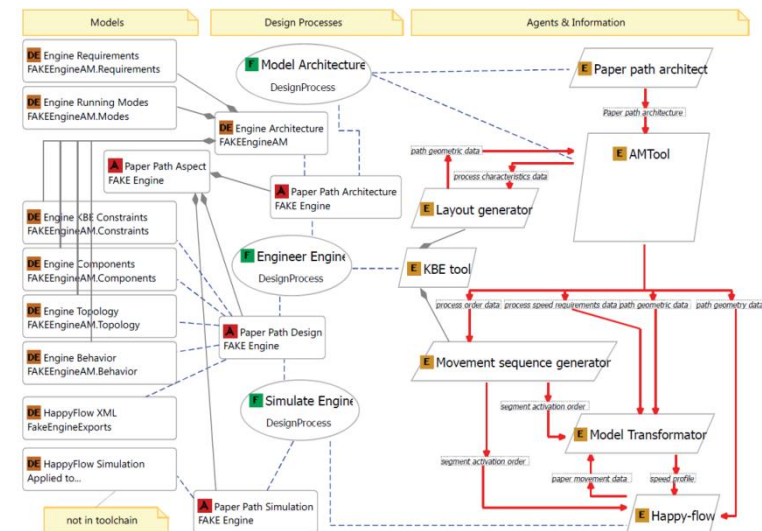 Models
Design Processes
Agents & Information
DE Engine Requirements
FAKEEngineAM.Requirements
DE Engine Running Modes
FAKEEngineAM.Modes
DE Engine Architecture
FAKEEngineAM
A Paper Path Aspect
FAKE Engine
DE Engine KBE Constraints
FAKEEngineAM.Constraints
DE Engine Components
FAKEEngineAM.Components
DE Engine Topology
FAKEEngineAM.Topology
DE Engine Behavior
FAKEEngineAM.Behavior
DE HappyFlow XML
FakeEngineExports
DE HappyFlow Simulation
Applied to...
not in toolchain
F Model Architecture
DesignProcess
A Paper Path Architecture
FAKE Engine
F Engineer Engine
DesignProcess
A Paper Path Design
FAKE Engine
F Simulate Engine
DesignProcess
A Paper Path Simulation
FAKE Engine
E Paper path architect
Paper path architecture
E AMTool
path geometric data
process characteristics data
E Layout generator
E KBE tool
process order data
process speed requirements data
path geometric data
path geometry data
E Movement sequence generator
segment activation order
E Model Transformator
segment activation order
paper movement data
speed profile
E Happy-flow